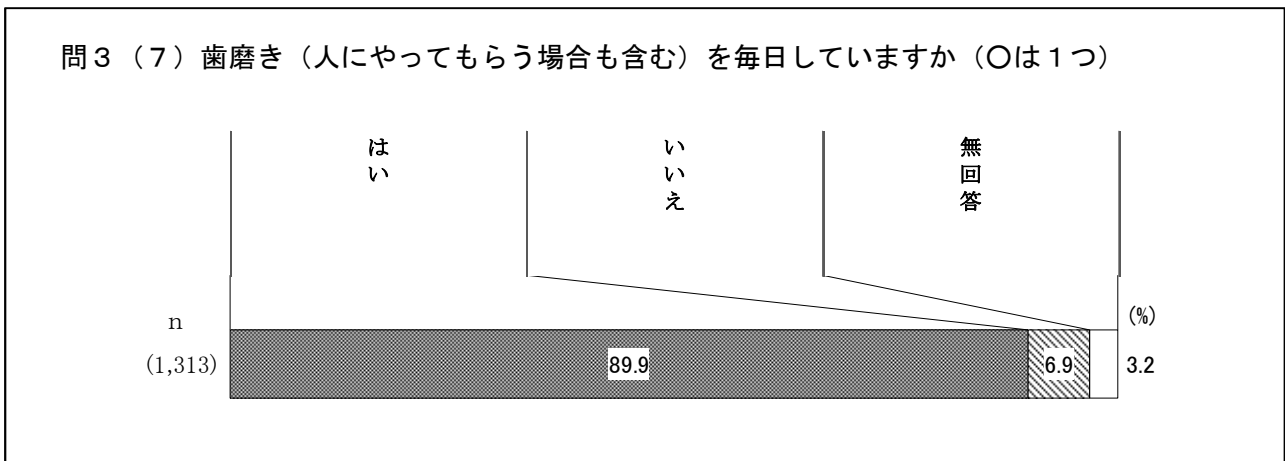 問3（7）歯磨き（人にやってもらう場合も含む）を毎日していますか（〇は1つ）
はい
いいえ
無回答
(%)
n
(1,313)
89.9
6.9
3.2